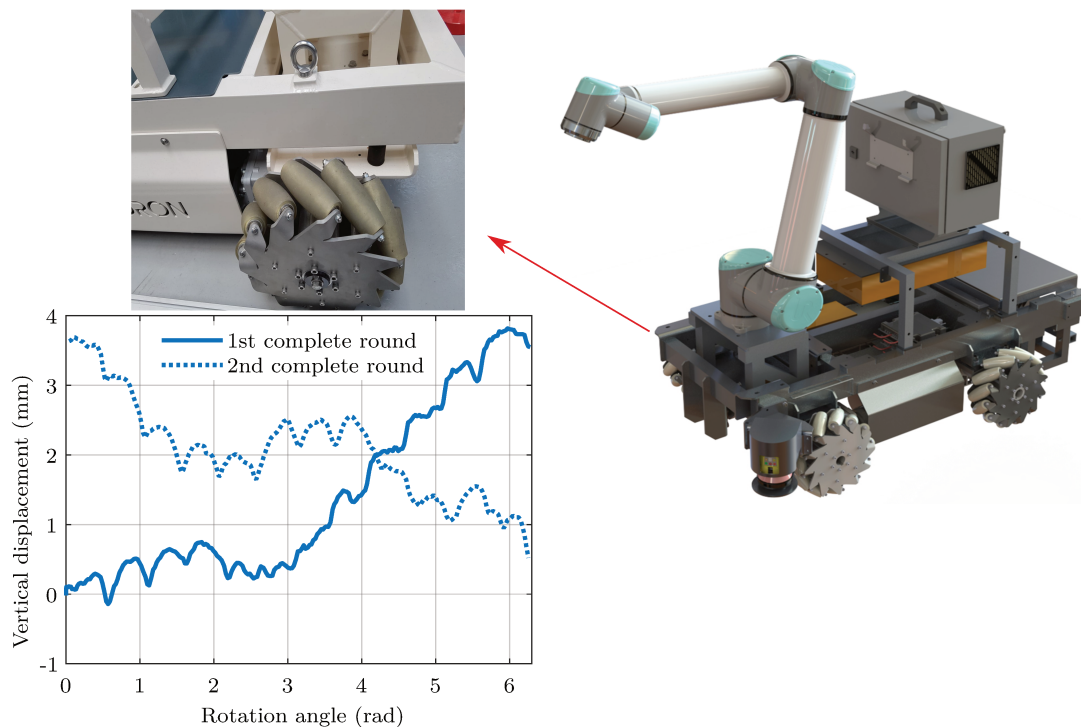 ORON
1st complete round
2nd complete round
Vertical displacement (mm)
4
3
2
1
0
-1
0 1 2 3 4 5 6
Rotation angle (rad)